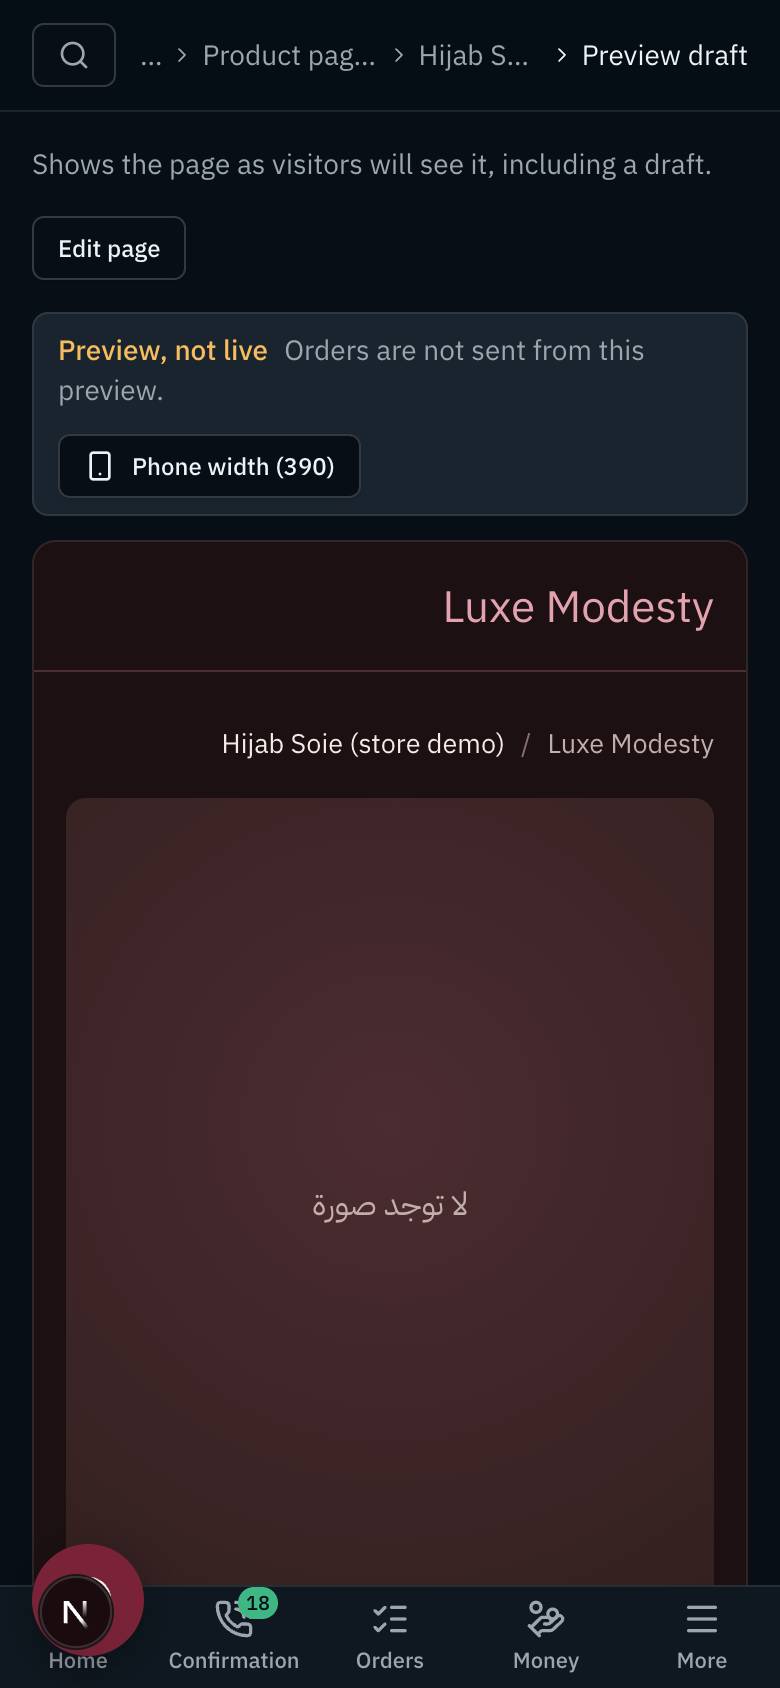 ... > Product pag... > Hijab S... > Preview draft
Shows the page as visitors will see it, including a draft.
Edit page
Preview, not live Orders are not sent from this
preview.
Phone width (390)
Luxe Modesty
Hijab Soie (store demo) / Luxe Modesty
لا توجد صورة
N
18
Home
Confirmation
Orders
Money
More